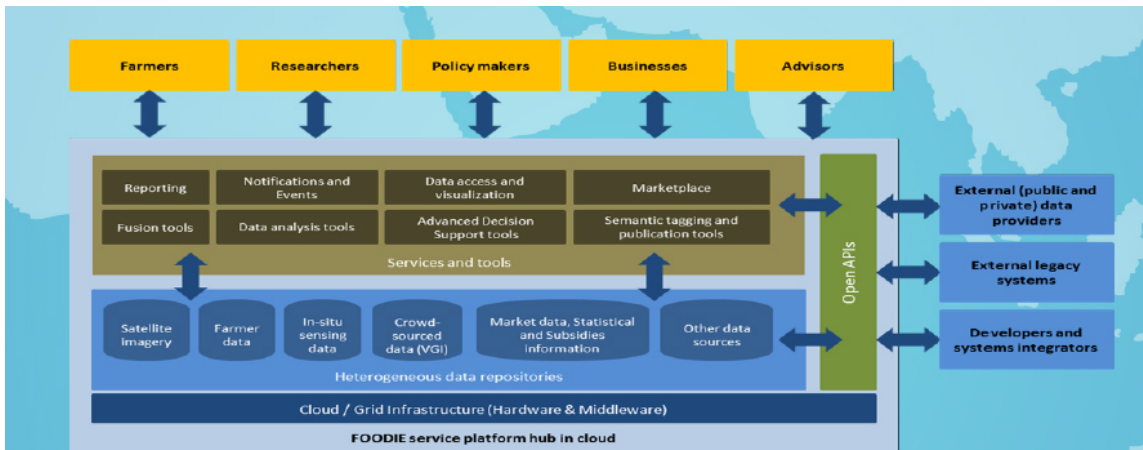 Farmers
Researchers
Policy makers
Businesses
Advisors
Reporting
Notifications and
Events
Data access and
visualization
Marketplace
Fusion tools
Data analysis tools
Advanced Decision
Support tools
Semantic tagging and
publication tools
Services and tools
Satellite
imagery
Farmer
data
In-situ
sensing
data
Crowd-
sourced
data (VGI)
Market data, Statistical
and Subsidies
information
Other data
sources
Heterogeneous data repositories
Open APIs
External (public and
private) data
providers
External legacy
systems
Developers and
systems integrators
Cloud / Grid Infrastructure (Hardware & Middleware)
FOODIE service platform hub in cloud